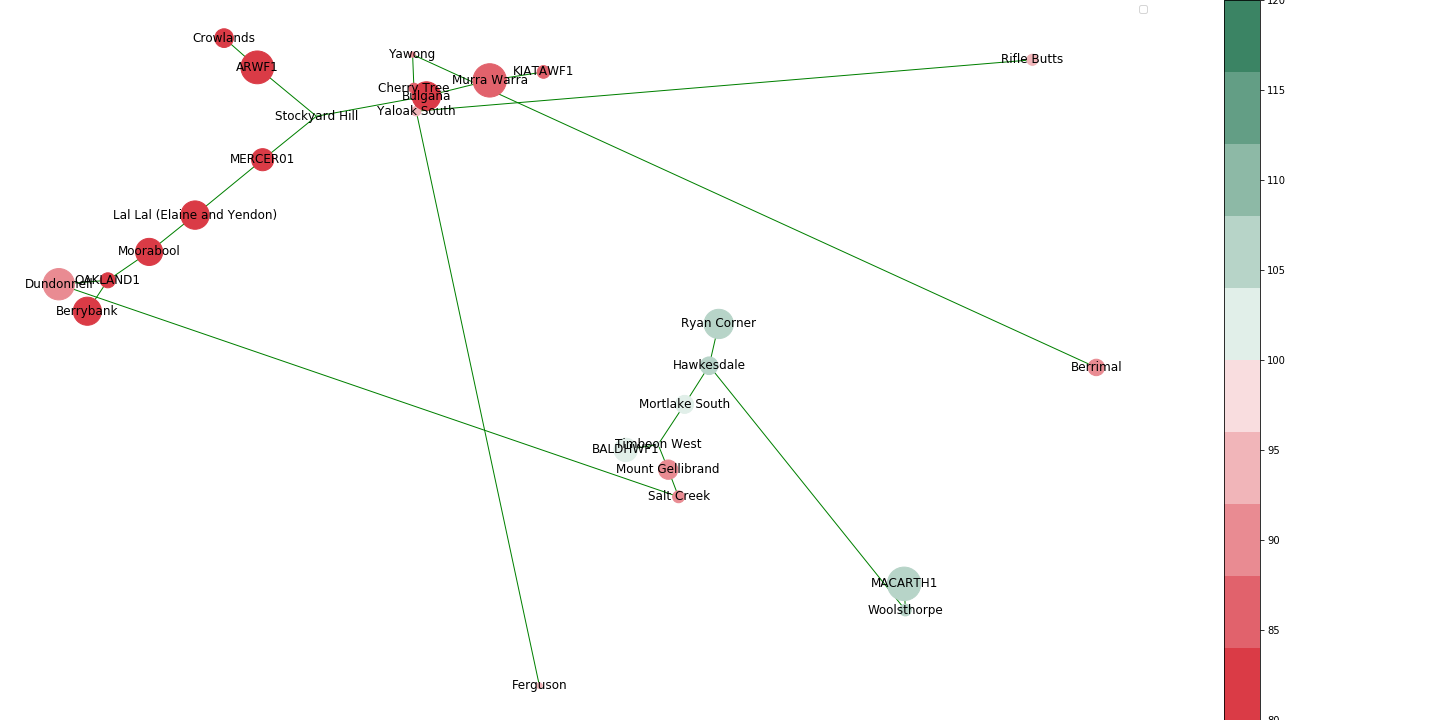 Crowlands
ARWF1
Yawong
Murra Warra
KIATAWF1
Rifle Butts
Cherry Tree
Bulgana
Yaloak South
Stockyard Hill
MERCER01
Lal Lal (Elaine and Yendon)
Moorabool
Dundonnell
OAKLAND1
Berrybank
Ryan Corner
Hawkesdale
Berrimal
Mortlake South
Timboon West
BALDHWF1
Mount Gellibrand
Salt Creek
MACARTH1
Woolsthorpe
Ferguson
120
115
110
105
100
95
90
85
80